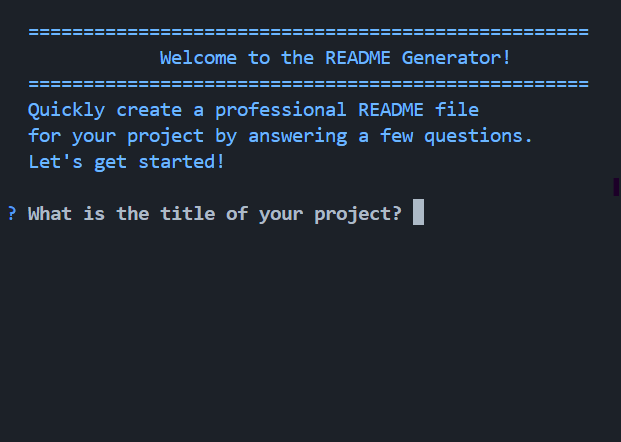 ===================================================
Welcome to the README Generator!
===================================================
Quickly create a professional README file
for your project by answering a few questions.
Let's get started!
? What is the title of your project?